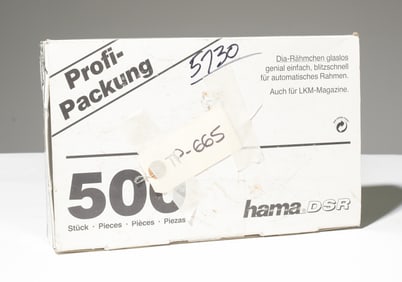 Profi-
Packung
5730
Dia-Rähmchen glaslos
genial einfach, blitzschnell
für automatisches Rahmen.
Auch für LKM-Magazine.
TP-665
500
Stück · Pieces · Pièces · Piezas
hama DSR